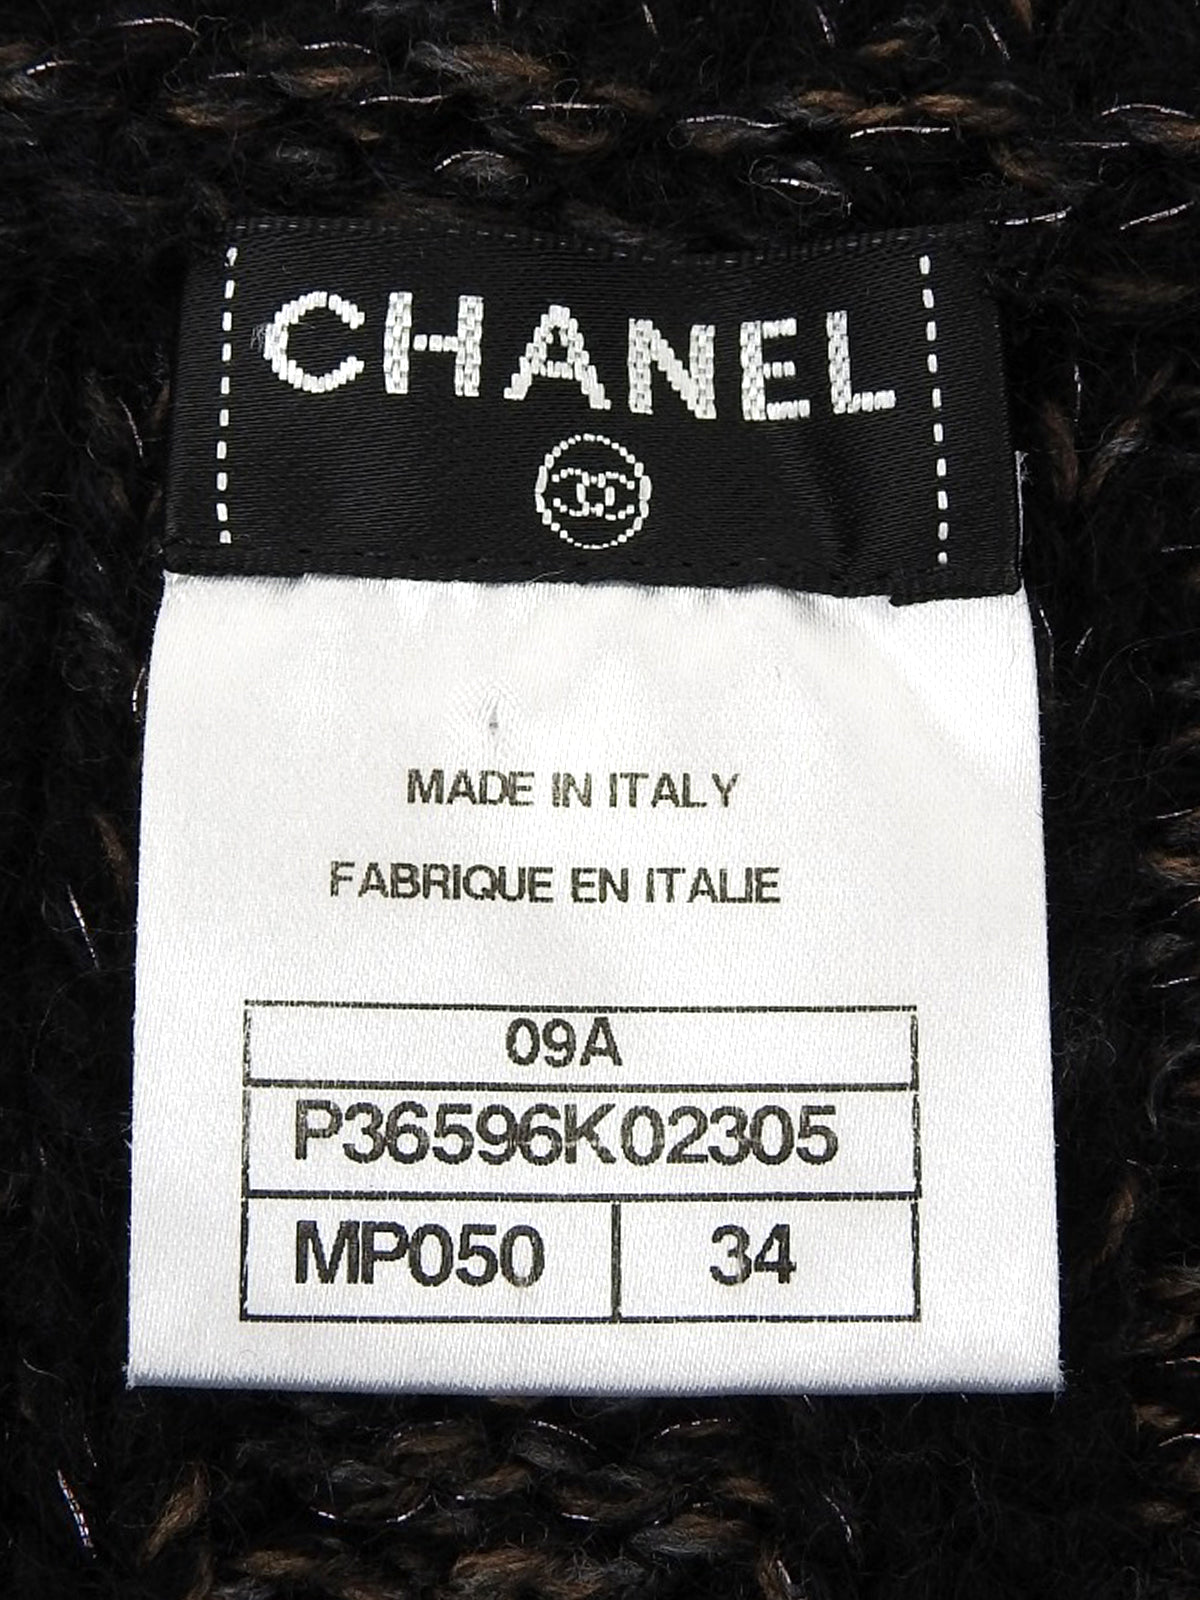 CHANEL
MADE IN ITALY
FABRIQUE EN ITALIE
09A
P36596K02305
MP050 34